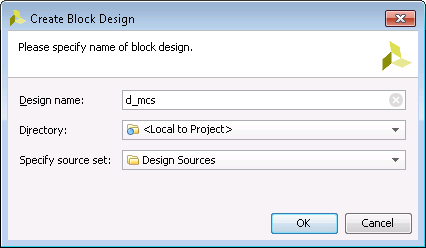 Create Block Design
Please specify name of block design.
Design name: d_mcs
Directory: <Local to Project>
Specify source set: Design Sources
OK Cancel